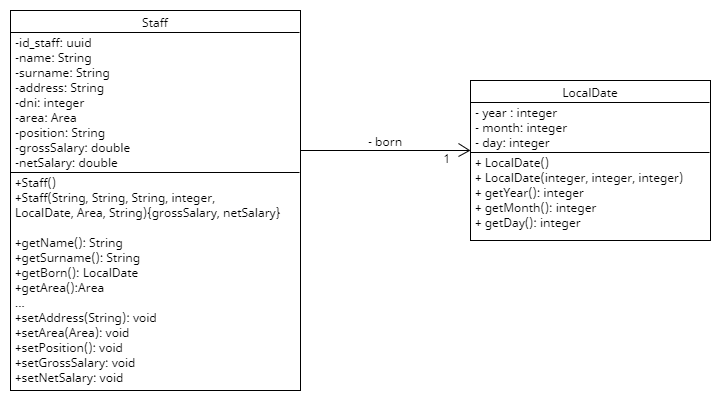 Staff
-id_staff: uuid
-name: String
-surname: String
-address: String
-dni: integer
-area: Area
-position: String
-grossSalary: double
-netSalary: double
+Staff()
+Staff(String, String, String, integer,
LocalDate, Area, String){grossSalary, netSalary}
+getName(): String
+getSurname(): String
+getBorn(): LocalDate
+getArea():Area
...
+setAddress(String): void
+setArea(Area): void
+setPosition(): void
+setGrossSalary: void
+setNetSalary: void
- born
1
LocalDate
- year : integer
- month: integer
- day: integer
+ LocalDate()
+ LocalDate(integer, integer, integer)
+ getYear(): integer
+ getMonth(): integer
+ getDay(): integer